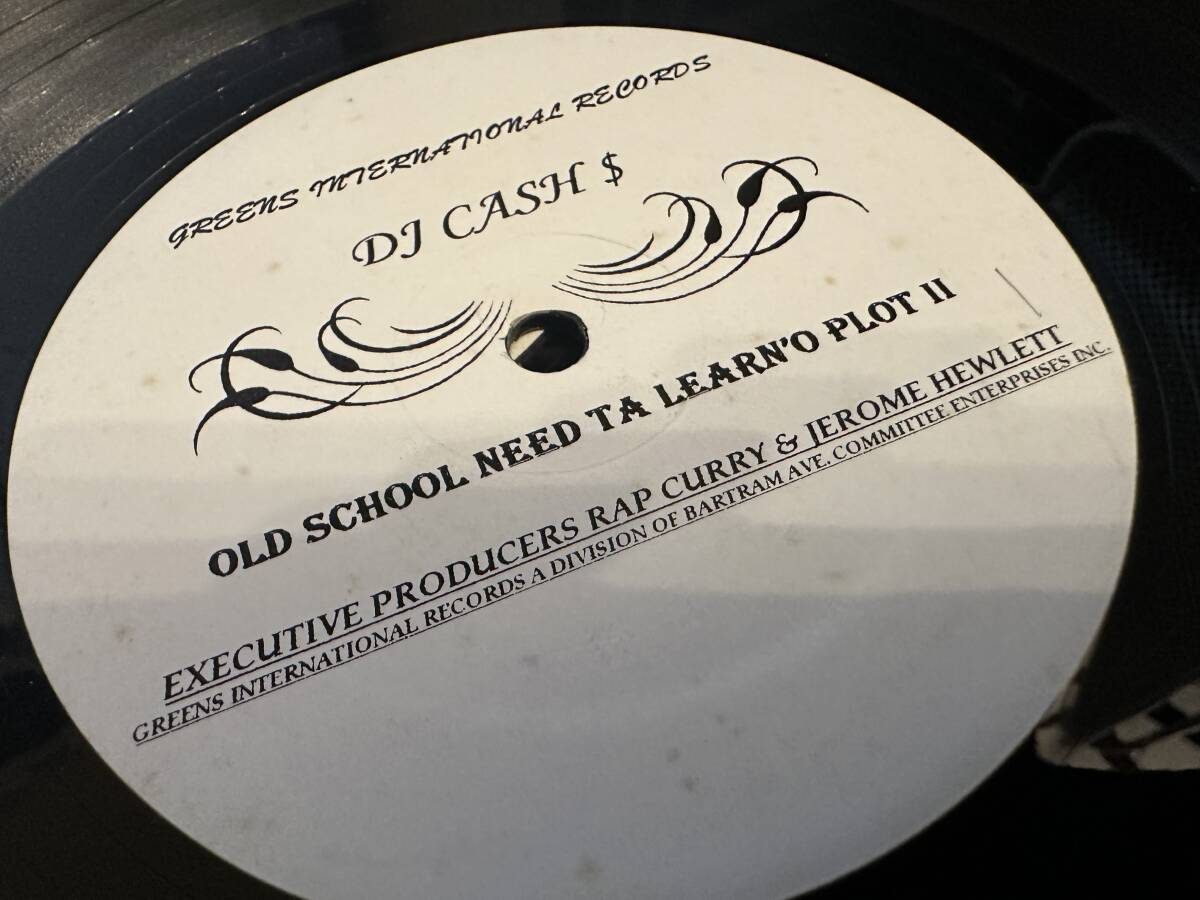 GREENS INTERNATIONAL RECORDS
DJ CASH $
OLD SCHOOL NEED TA LEARN'O PLOT II
EXECUTIVE PRODUCERS RAP CURRY & JEROME HEWLETT
GREENS INTERNATIONAL RECORDS A DIVISION OF BARTRAM AVE. COMMITTEE ENTERPRISES INC.